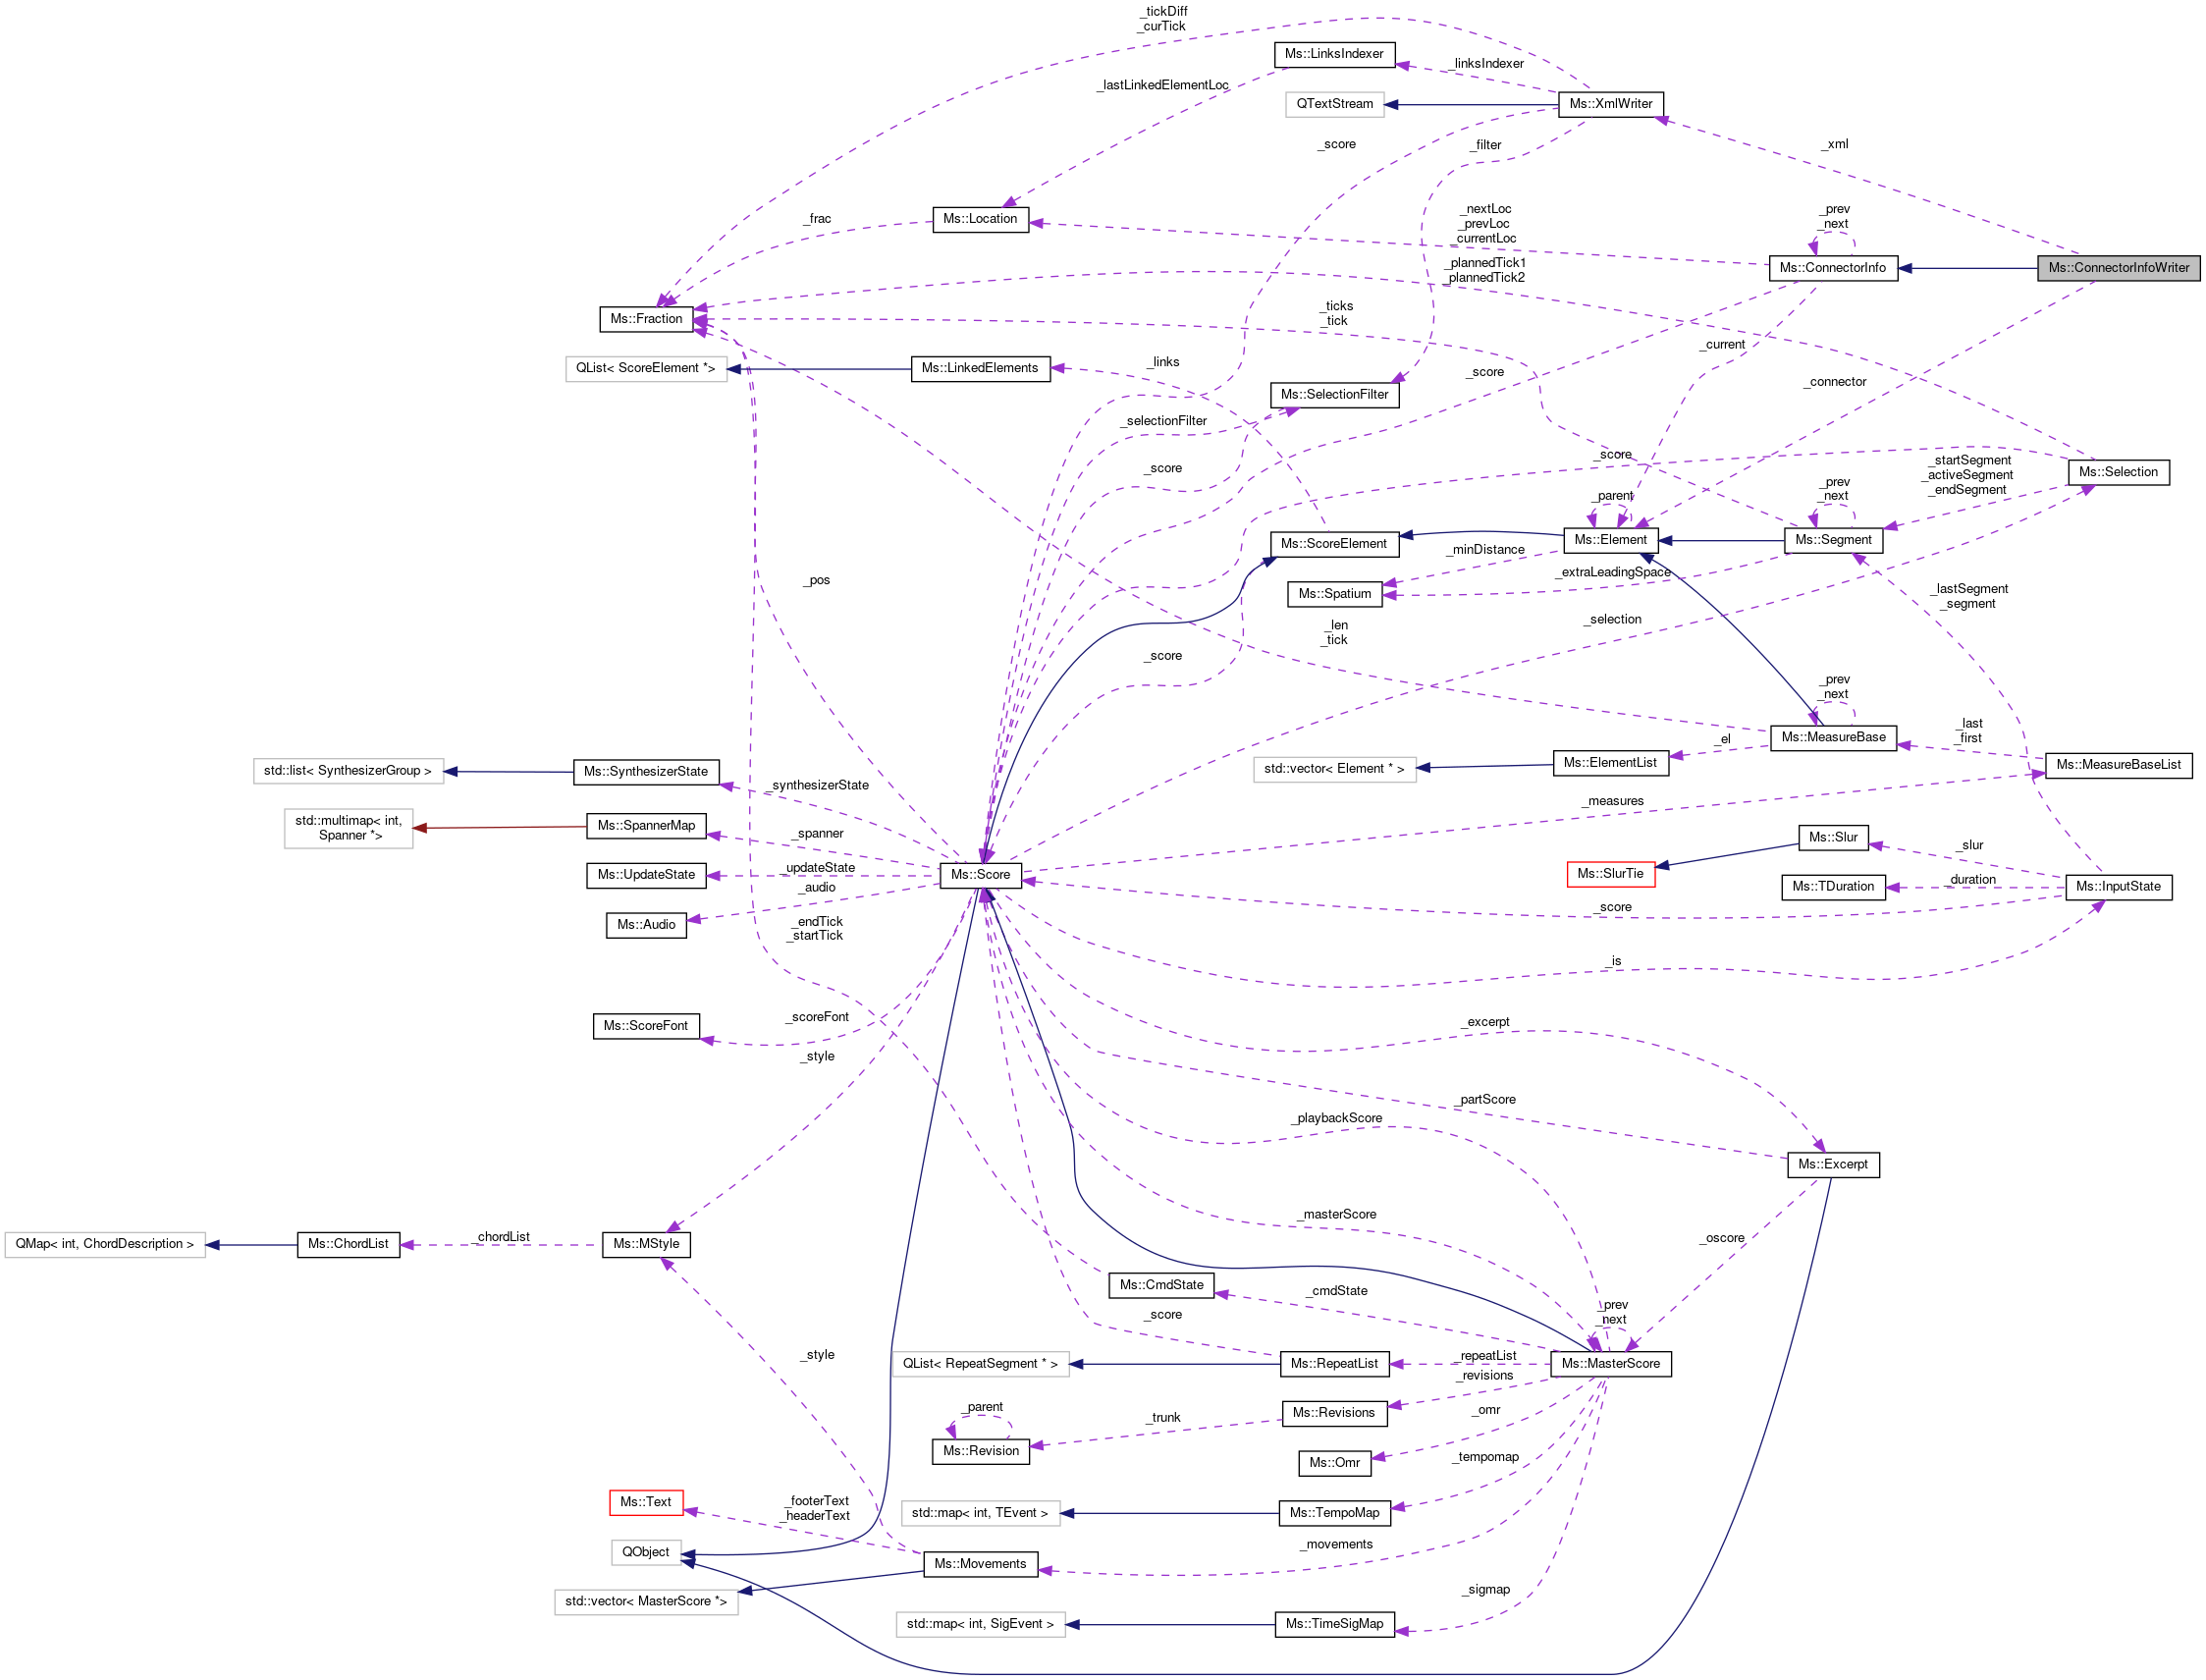 _tickDiff
_curTick
Ms::LinksIndexer
_linksIndexer
_lastLinkedElementLoc
QTextStream
Ms::XmlWriter
_score
_filter
_xml
_frac
Ms::Location
_nextLoc
_prevLoc
_currentLoc
_prev
_next
_plannedTick1
_plannedTick2
Ms::ConnectorInfo
Ms::ConnectorInfoWriter
Ms::Fraction
_ticks
_tick
QList< ScoreElement *>
Ms::LinkedElements
_links
_current
_score
_connector
Ms::SelectionFilter
_selectionFilter
_score
_score
_startSegment
_activeSegment
_endSegment
Ms::Selection
_prev
_next
_parent
Ms::ScoreElement
Ms::Element
Ms::Segment
_minDistance
_extraLeadingSpace
Ms::Spatium
_pos
_lastSegment
_segment
_len
_tick
_selection
_score
_prev
_next
Ms::MeasureBase
_last
_first
_el
std::list< SynthesizerGroup >
Ms::SynthesizerState
_synthesizerState
std::vector< Element * >
Ms::ElementList
Ms::MeasureBaseList
_measures
std::multimap< int,
Spanner *>
Ms::SpannerMap
_spanner
Ms::Slur
_slur
Ms::UpdateState
_updateState
Ms::Score
Ms::SlurTie
Ms::TDuration
_duration
Ms::InputState
_audio
Ms::Audio
_endTick
_startTick
_score
_is
Ms::ScoreFont
_scoreFont
_excerpt
_style
_partScore
_playbackScore
Ms::Excerpt
_masterScore
_oscore
QMap< int, ChordDescription >
Ms::ChordList
_chordList
Ms::MStyle
Ms::CmdState
_cmdState
_score
_prev
_next
_style
QList< RepeatSegment * >
Ms::RepeatList
_repeatList
Ms::MasterScore
_revisions
_parent
_trunk
Ms::Revisions
_omr
Ms::Revision
Ms::Omr
_tempomap
Ms::Text
_footerText
_headerText
std::map< int, TEvent >
Ms::TempoMap
QObject
Ms::Movements
_movements
std::vector< MasterScore *>
_sigmap
std::map< int, SigEvent >
Ms::TimeSigMap